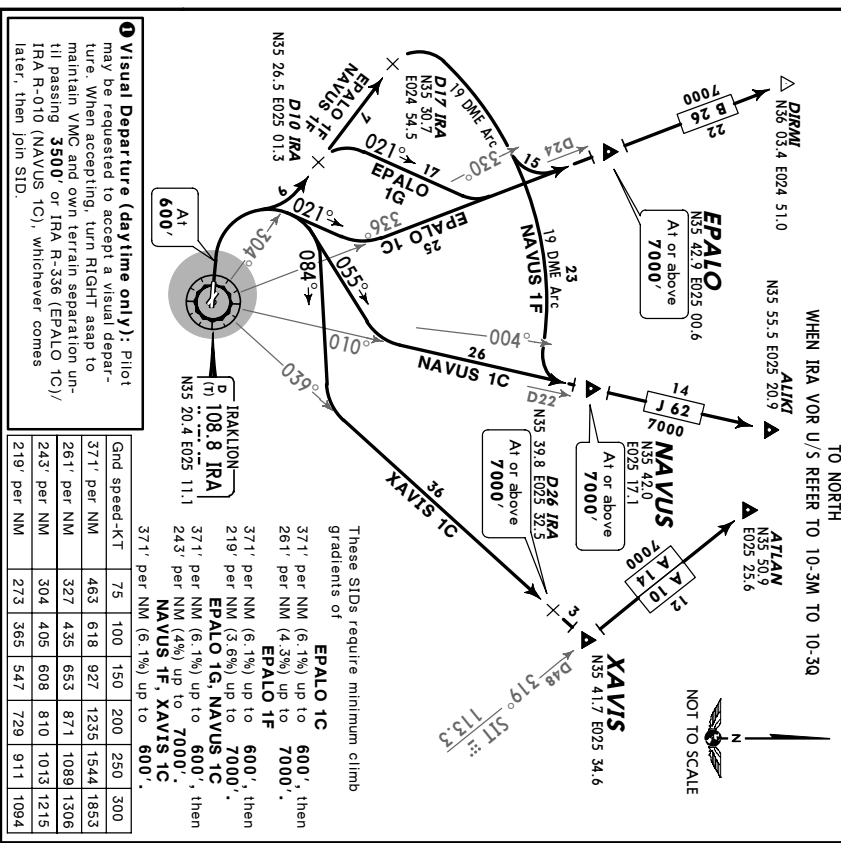 TO NORTH
WHEN IRA VOR U/S REFER TO 10-3M TO 10-3Q
NOT TO SCALE
N
DIRMI
N36 03.4 E024 51.0
B 26
7000
22
EPALO
N35 42.9 E025 00.6
At or above
7000'
ALIKI
N35 55.5 E025 20.9
14
J 62
7000
NAVUS
N35 42.0
E025 17.1
At or above
7000'
ATLAN
N35 50.9
E025 25.6
12
A 10
A 14
7000
XAVIS
N35 41.7 E025 34.6
3
D26 IRA
N35 39.8 E025 32.5
At or above
7000'
D48 319°
SIT
113.3
D17 IRA
N35 30.7
E024 54.5
D10 IRA
N35 26.5 E025 01.3
19 DME Arc
19 DME Arc
23
NAVUS 1F
EPALO 1F
NAVUS 1F
7
021°
17
EPALO
1G
330°
D24
15
9
304°
021°
336°
25
EPALO 1C
055°
010°
004°
26
NAVUS 1C
D22
084°
039°
36
XAVIS 1C
At
600'
IRAKLION
D
(T)
108.8 IRA
N35 20.4 E025 11.1
1 Visual Departure (daytime only): Pilot
may be requested to accept a visual depar-
ture. When accepting, turn RIGHT asap to
maintain VMC and own terrain separation un-
til passing 3500' or IRA R-336 (EPALO 1C)/
IRA R-010 (NAVUS 1C), whichever comes
later, then join SID.
These SIDs require minimum climb
gradients of
EPALO 1C
371' per NM (6.1%) up to 600', then
261' per NM (4.3%) up to 7000'.
EPALO 1F
371' per NM (6.1%) up to 600', then
219' per NM (3.6%) up to 7000'.
EPALO 1G, NAVUS 1C
371' per NM (6.1%) up to 600', then
243' per NM (4%) up to 7000'.
NAVUS 1F, XAVIS 1C
371' per NM (6.1%) up to 600'.
Gnd speed-KT 75 100 150 200 250 300
371' per NM 463 618 927 1235 1544 1853
261' per NM 327 435 653 871 1089 1306
243' per NM 304 405 608 810 1013 1215
219' per NM 273 365 547 729 911 1094